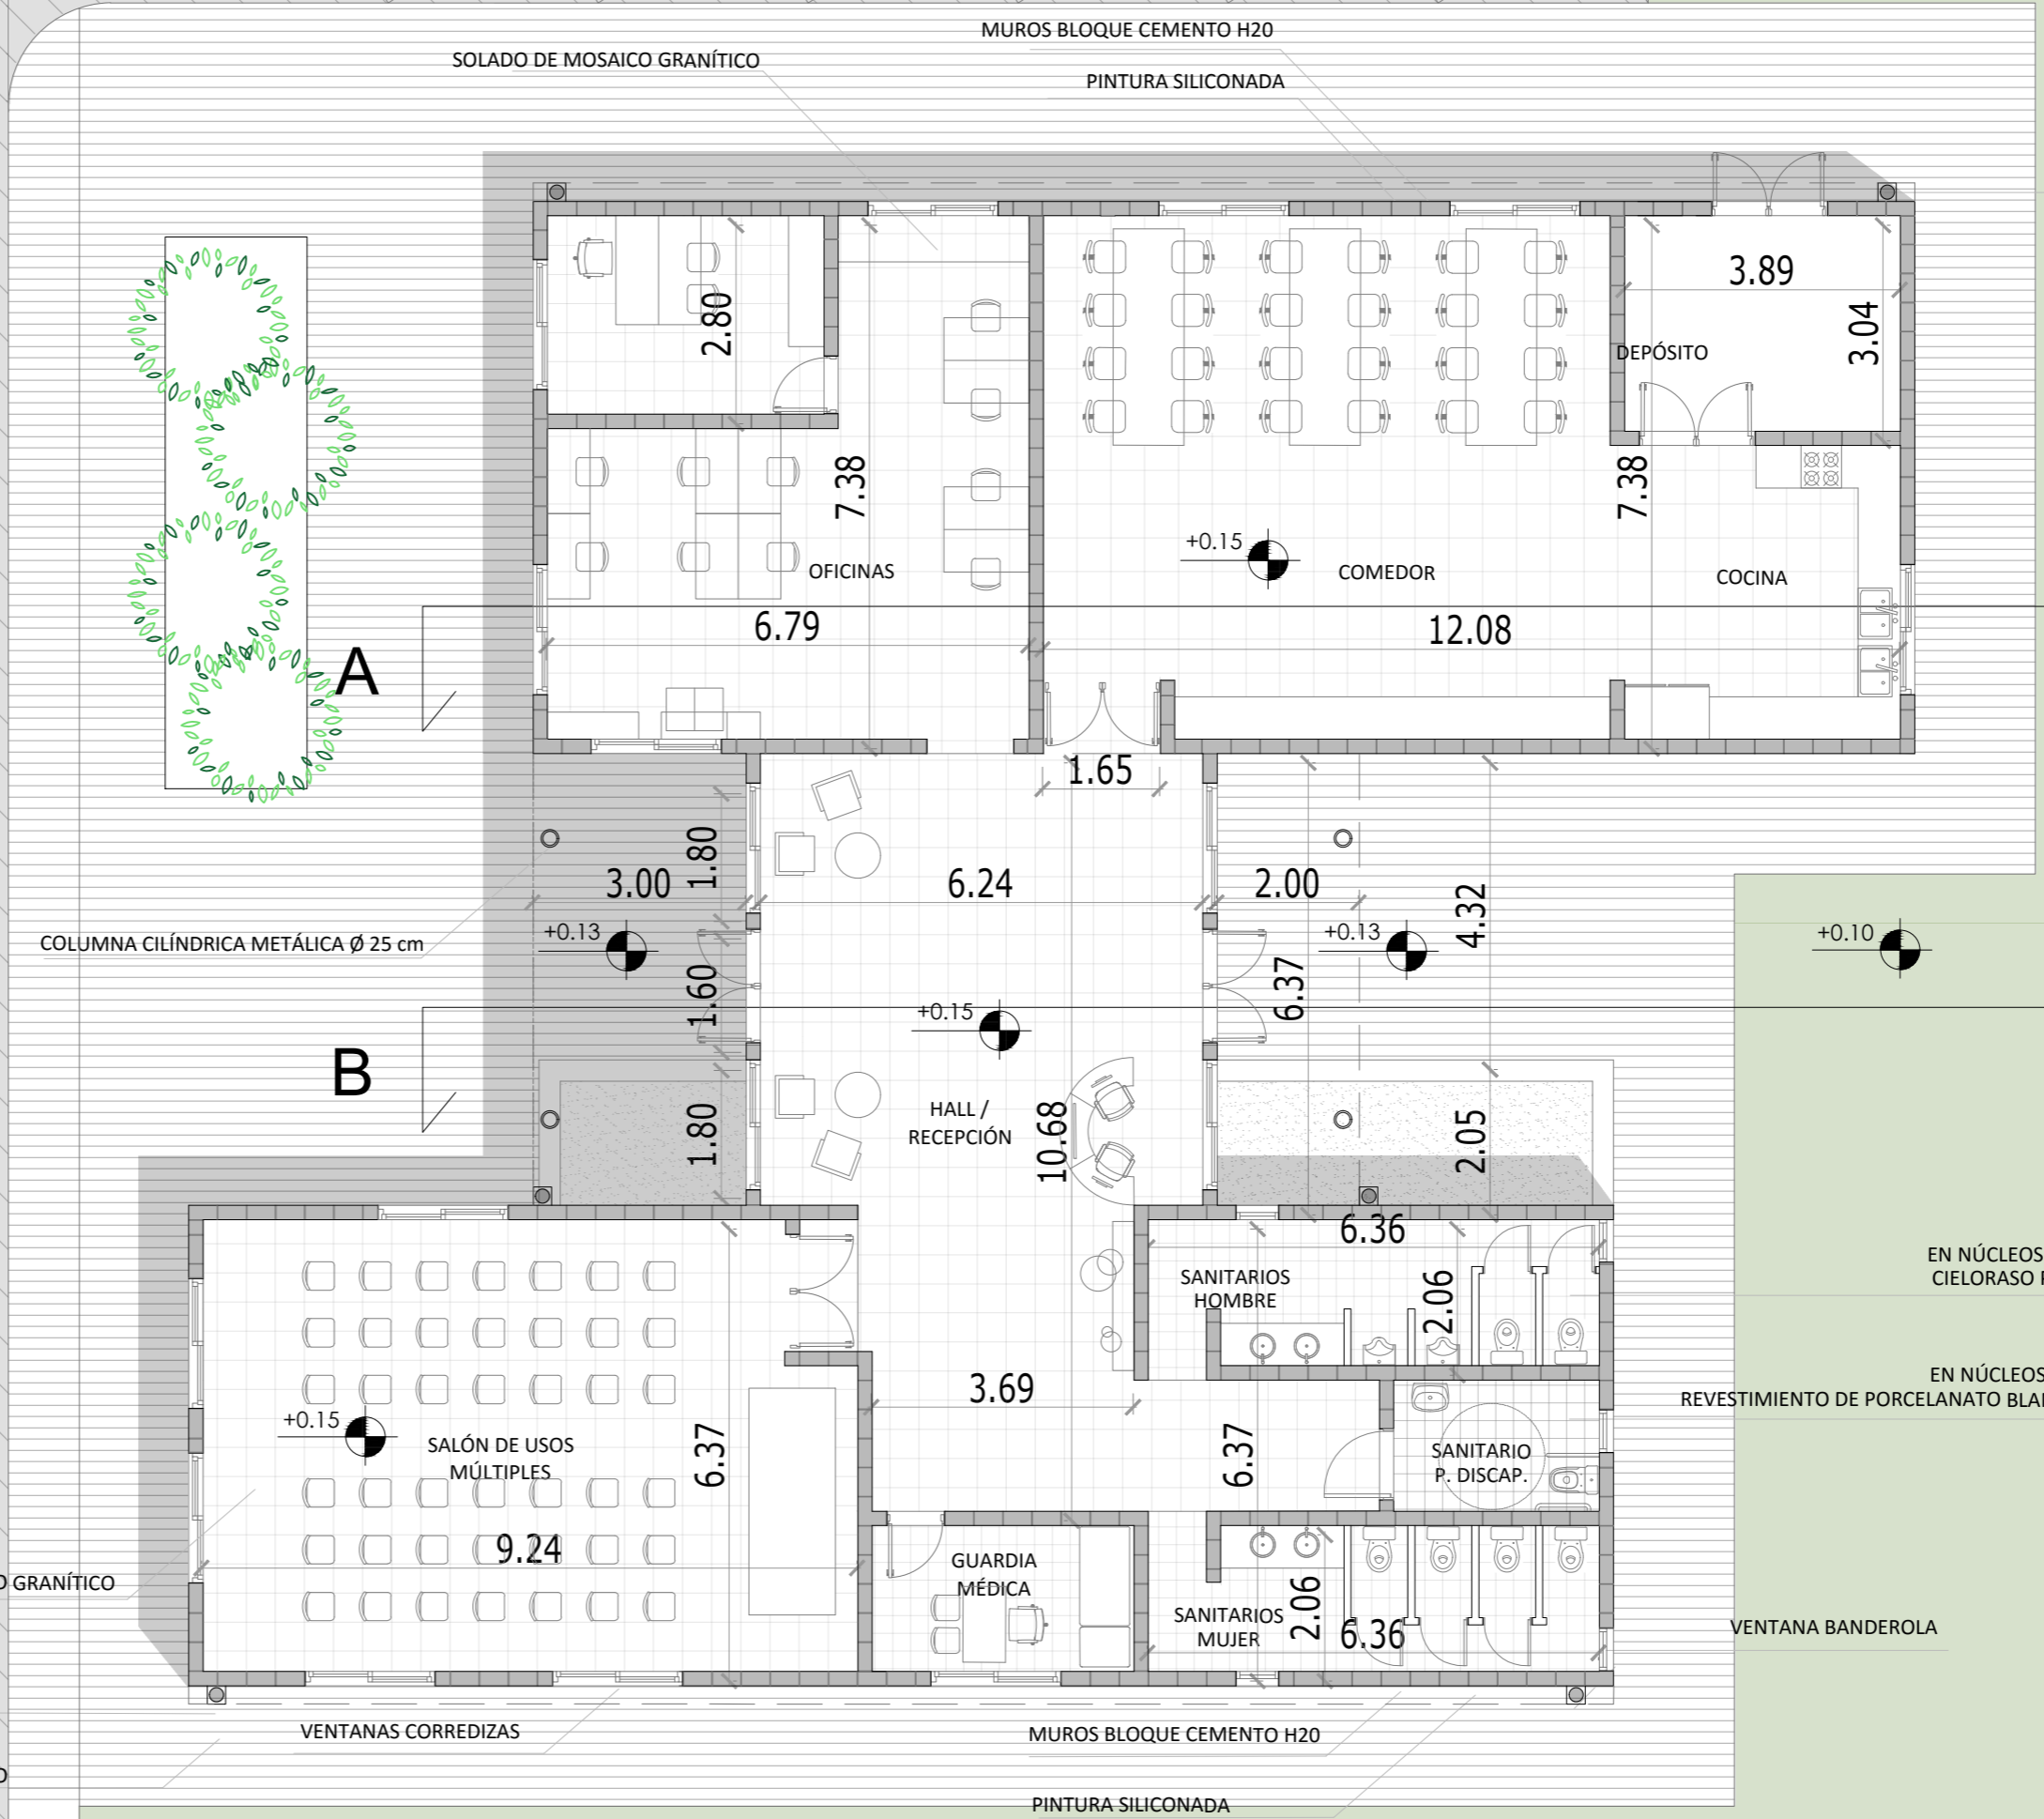 MUROS BLOQUE CEMENTO H20
SOLADO DE MOSAICO GRANÍTICO
PINTURA SILICONADA
3.89
2.80
3.04
DEPÓSITO
7.38
7.38
+0.15
OFICINAS
COMEDOR
COCINA
6.79
12.08
A
1.65
1.80
3.00
6.24
2.00
4.32
COLUMNA CILÍNDRICA METÁLICA Ø 25 cm
+0.13
+0.13
+0.10
1.60
6.37
+0.15
B
HALL /
RECEPCIÓN
1.80
10.68
2.05
6.36
EN NÚCLEOS
CIELORASO
SANITARIOS
HOMBRE
2.06
EN NÚCLEOS
REVESTIMIENTO DE PORCELANATO
3.69
+0.15
SALÓN DE USOS
MÚLTIPLES
6.37
6.37
SANITARIO
P. DISCAP.
9.24
GUARDIA
MÉDICA
GRANÍTICO
2.06
SANITARIOS
MUJER
6.36
VENTANA BANDEROLA
VENTANAS CORREDIZAS
MUROS BLOQUE CEMENTO H20
PINTURA SILICONADA